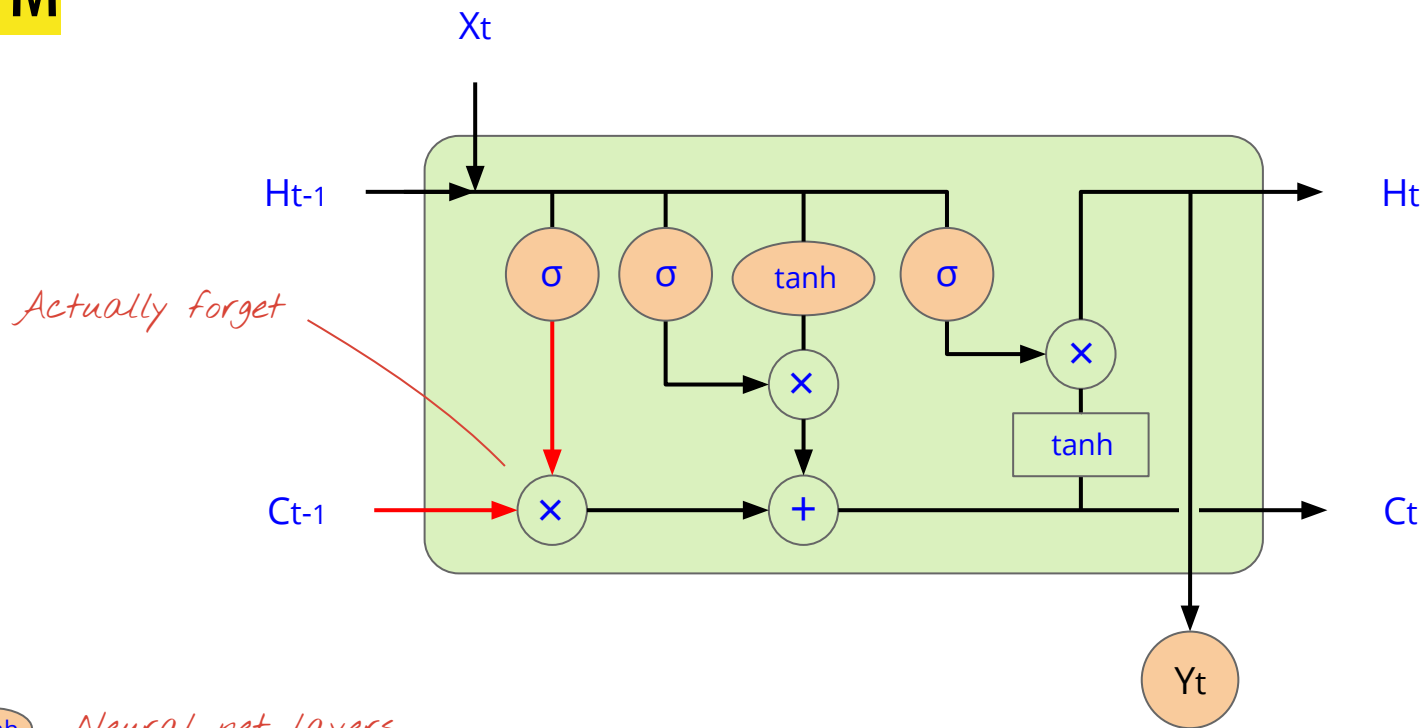 M
Xt
Ht-1
Ht
σ
σ
tanh
σ
Actually forget
×
×
tanh
Ct-1
×
+
Ct
Yt
Neural net layers